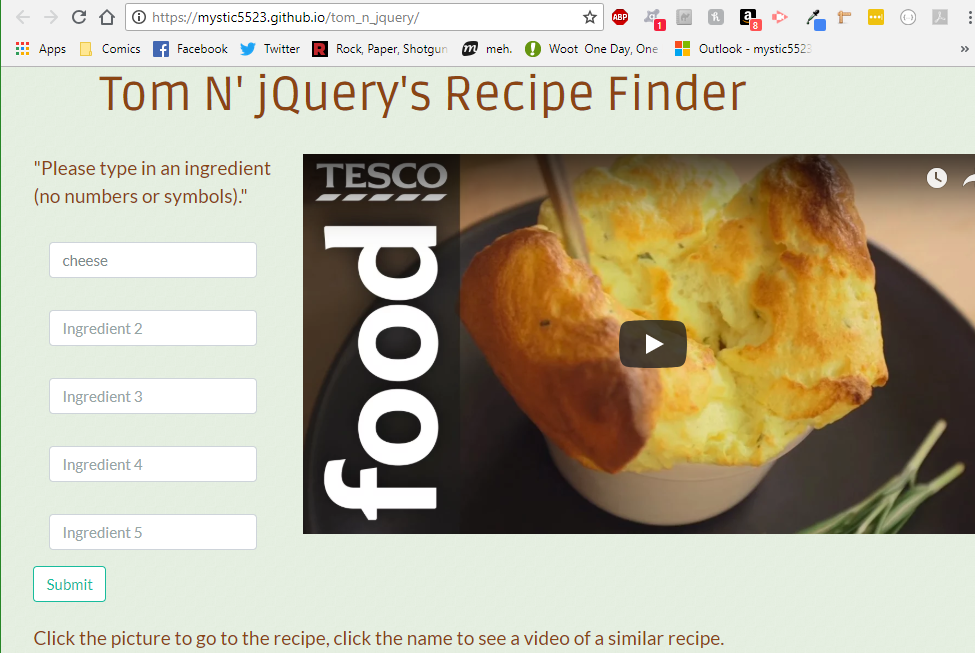 https://mystic5523.github.io/tom_n_jquery/
ABP
1
8
Apps
Comics
Facebook
Twitter
Rock, Paper, Shotgun
meh.
Woot One Day, One
Outlook - mystic5523
»
Tom N' jQuery's Recipe Finder
"Please type in an ingredient
(no numbers or symbols)."
cheese
Ingredient 2
Ingredient 3
Ingredient 4
Ingredient 5
Submit
TESCO
food
Click the picture to go to the recipe, click the name to see a video of a similar recipe.